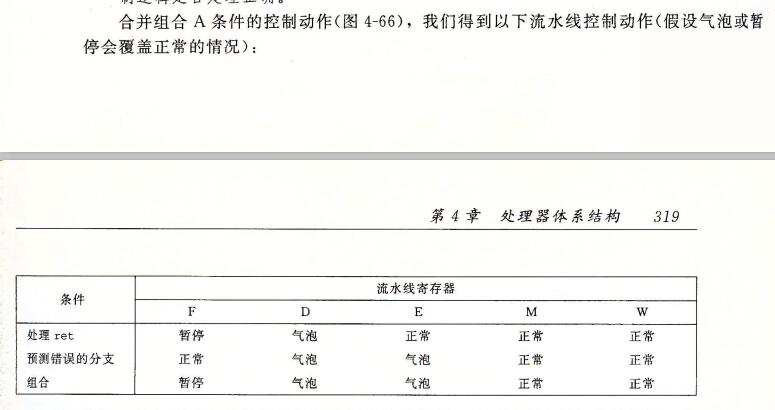 合并组合 A 条件的控制动作(图 4-66)，我们得到以下流水线控制动作(假设气泡或暂
停会覆盖正常的情况)：
第 4 章 处理器体系结构 319
条件 流水线寄存器
F D E M W
处理 ret 暂停 气泡 正常 正常 正常
预测错误的分支 正常 气泡 气泡 正常 正常
组合 暂停 气泡 气泡 正常 正常